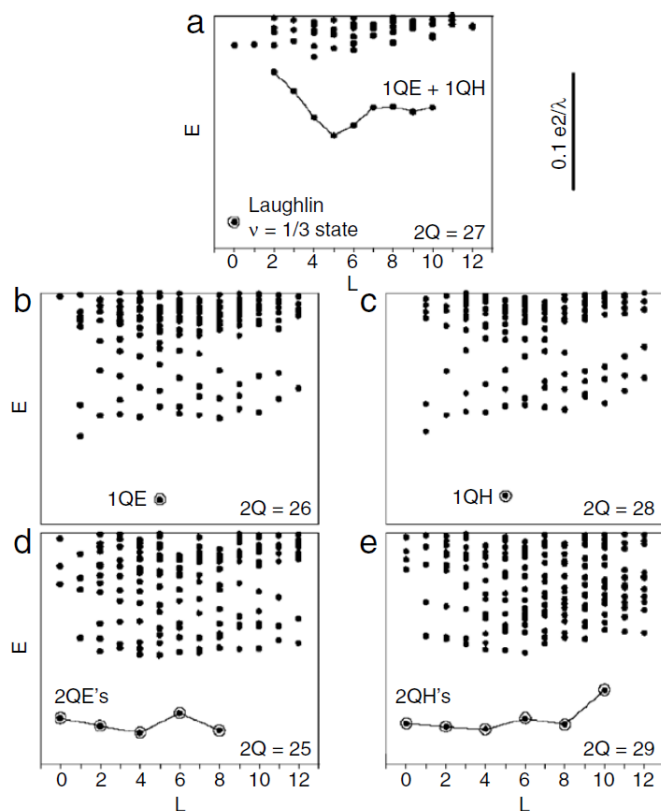 a
1QE + 1QH
E
0.1 e2/λ
Laughlin
ν = 1/3 state
2Q = 27
0 2 4 6 8 10 12
L
b
c
E
1QE
2Q = 26
1QH
2Q = 28
d
e
E
2QE's
2Q = 25
2QH's
2Q = 29
0 2 4 6 8 10 12
0 2 4 6 8 10 12
L
L